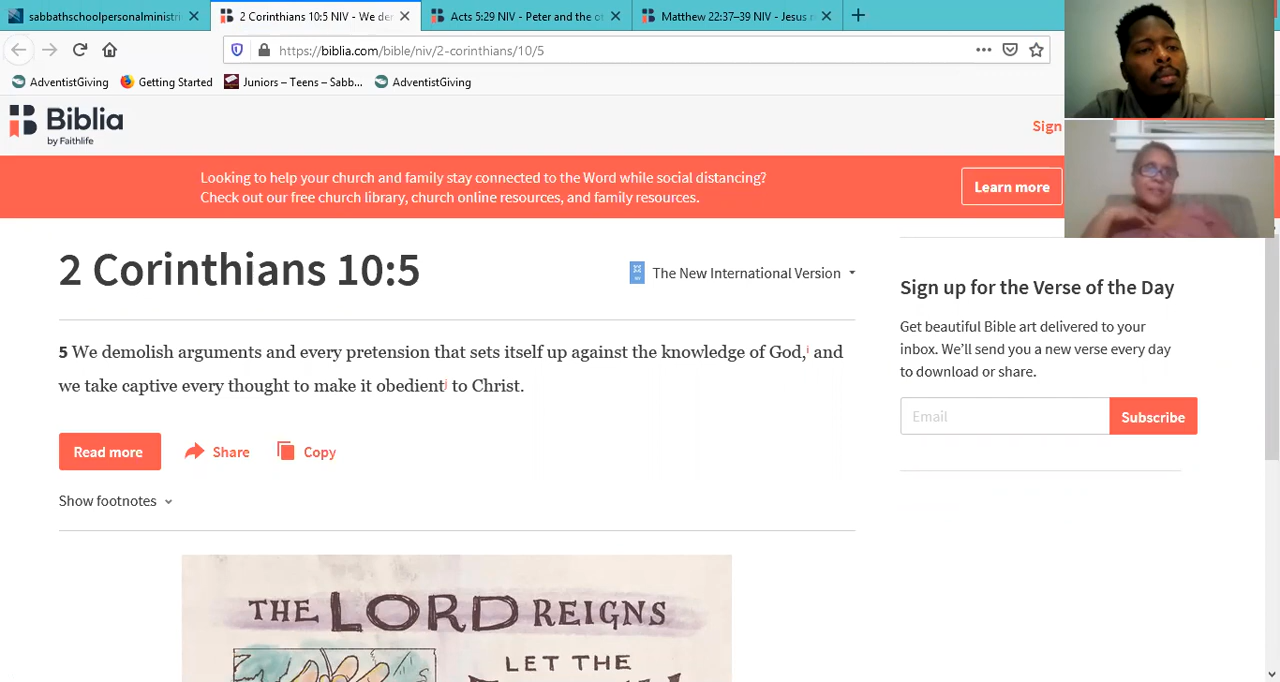 sabbathschoolpersonalministri
2 Corinthians 10:5 NIV - We de
Acts 5:29 NIV - Peter and the o
Matthew 22:37–39 NIV - Jesus
https://biblia.com/bible/niv/2-corinthians/10/5
AdventistGiving
Getting Started
Juniors – Teens – Sabb...
AdventistGiving
Biblia
by Faithlife
Sign
Looking to help your church and family stay connected to the Word while social distancing?
Check out our free church library, church online resources, and family resources.
Learn more
2 Corinthians 10:5
The New International Version
5 We demolish arguments and every pretension that sets itself up against the knowledge of God,i and
we take captive every thought to make it obedientj to Christ.
Read more
Share
Copy
Show footnotes
Sign up for the Verse of the Day
Get beautiful Bible art delivered to your
inbox. We'll send you a new verse every day
to download or share.
Email
Subscribe
THE LORD REIGNS
LET THE